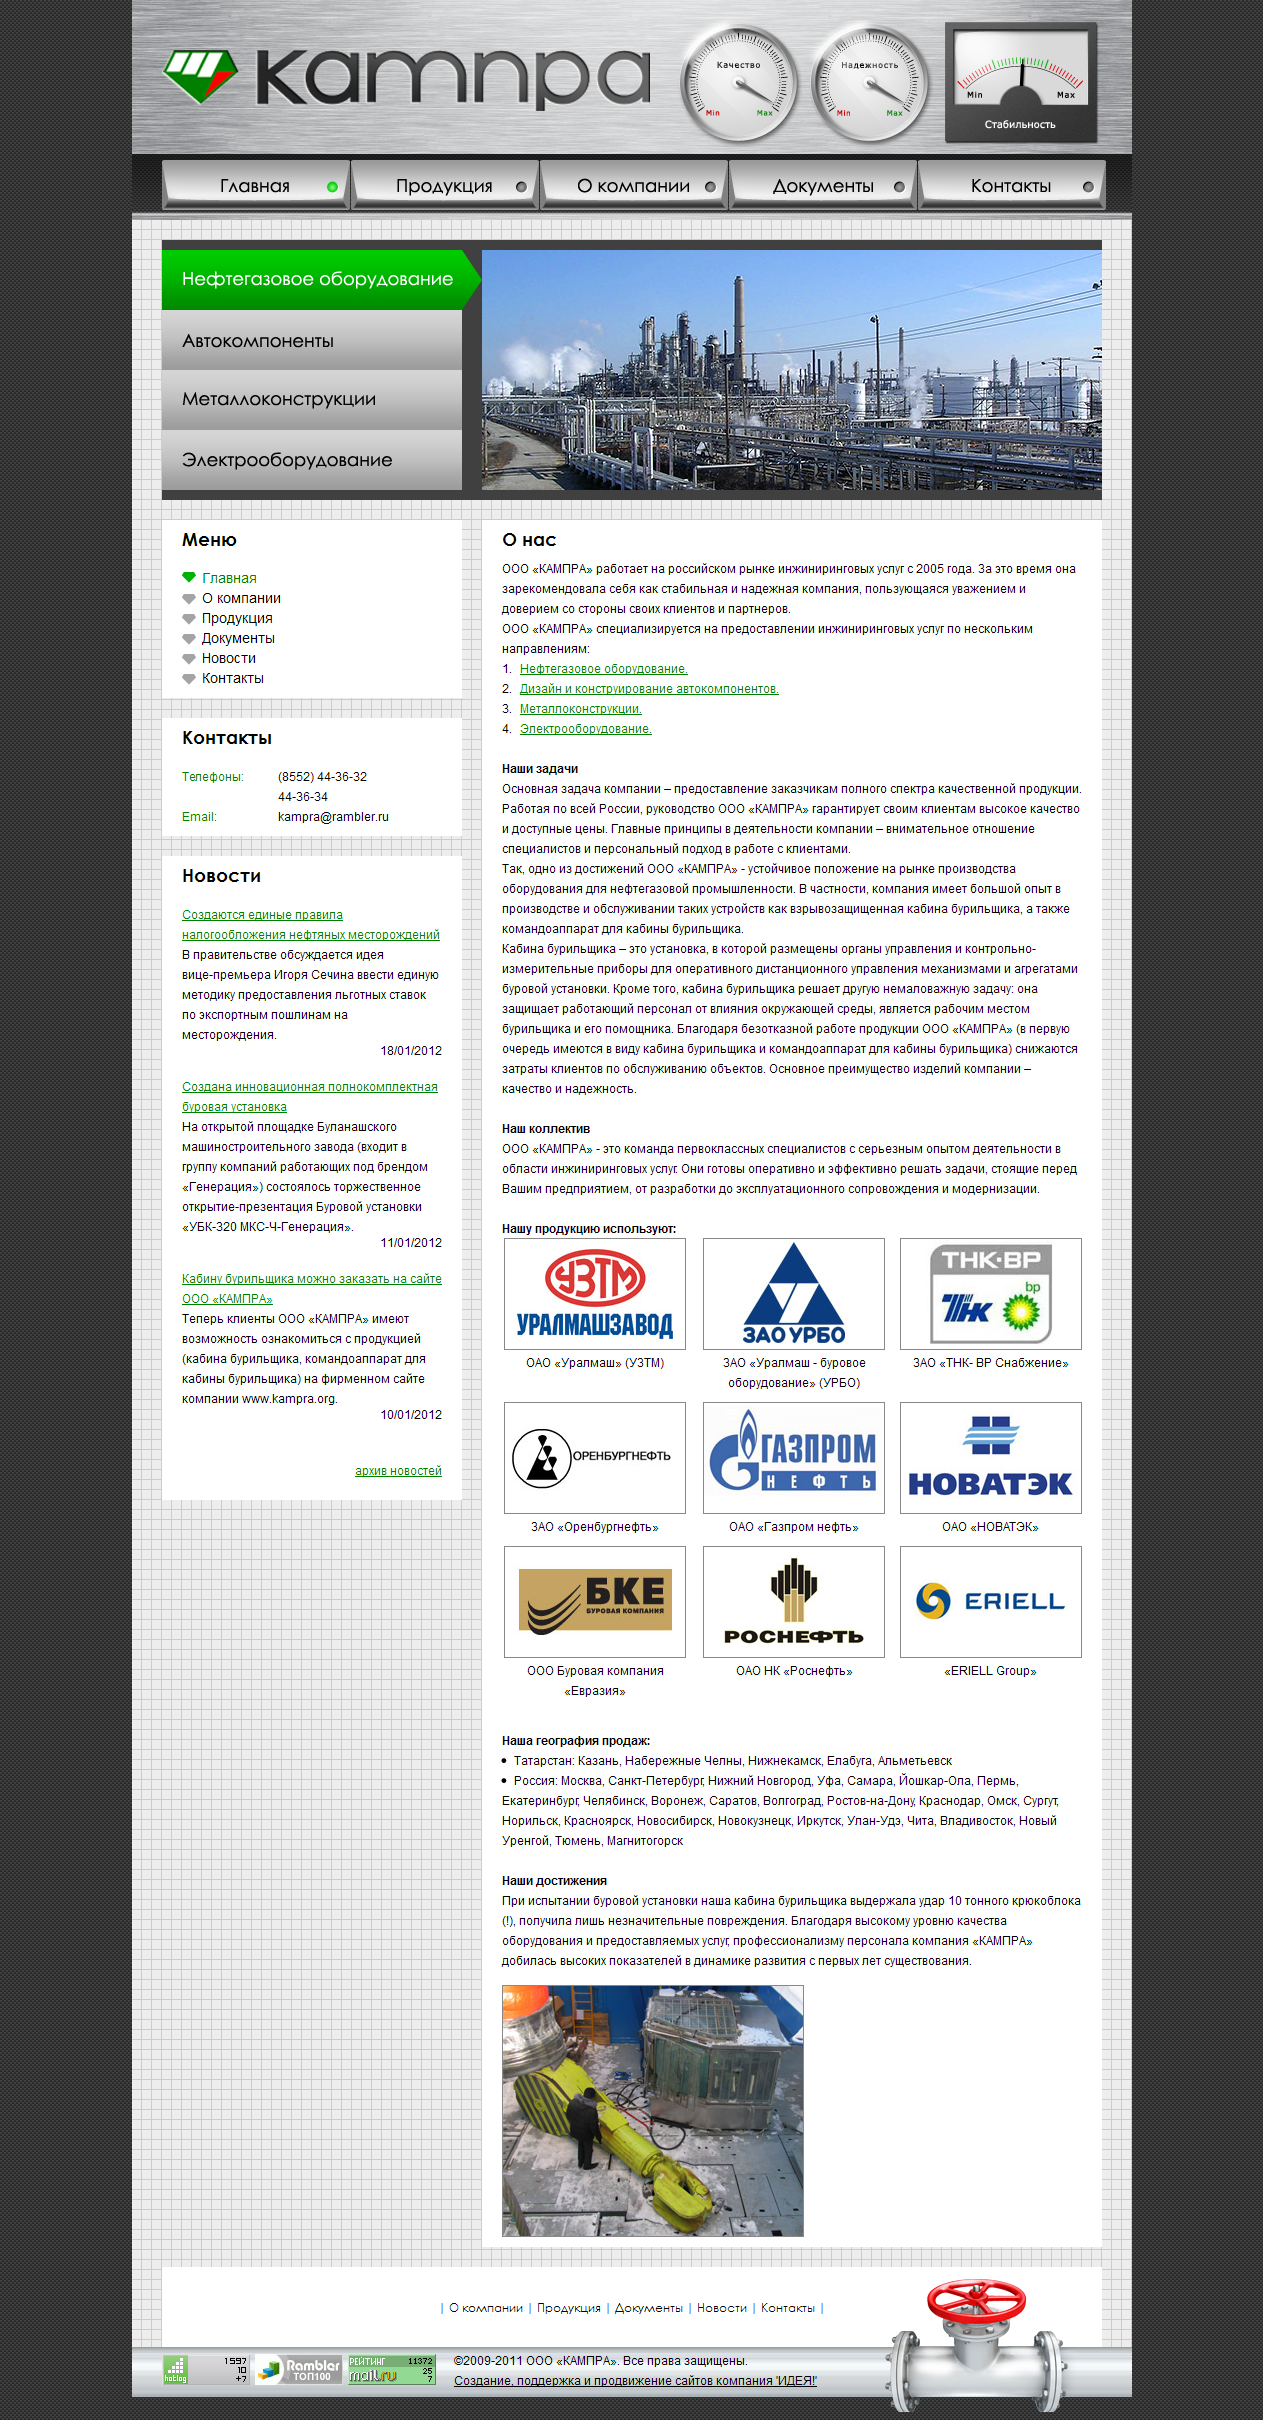 катпра
Качество
Min Max
Надежность
Min Max
Min Max
Стабильность
Главная
Продукция
О компании
Документы
Контакты
Нефтегазовое оборудование
Автокомпоненты
Металлоконструкции
Электрооборудование
Меню
Главная
О компании
Продукция
Документы
Новости
Контакты
Контакты
Телефоны: (8552) 44-36-32
44-36-34
Email: kampra@rambler.ru
Новости
Создаются единые правила
налогообложения нефтяных месторождений
В правительстве обсуждается идея
вице-премьера Игоря Сечина ввести единую
методику предоставления льготных ставок
по экспортным пошлинам на
месторождения.
18/01/2012
Создана инновационная полнокомплектная
буровая установка
На открытой площадке Буланашского
машиностроительного завода (входит в
группу компаний работающих под брендом
«Генерация») состоялось торжественное
открытие-презентация Буровой установки
«УБК-320 МКС-Ч-Генерация».
11/01/2012
Кабину бурильщика можно заказать на сайте
ООО «КАМПРА»
Теперь клиенты ООО «КАМПРА» имеют
возможность ознакомиться с продукцией
(кабина бурильщика, командоаппарат для
кабины бурильщика) на фирменном сайте
компании www.kampra.org.
10/01/2012
архив новостей
О нас
ООО «КАМПРА» работает на российском рынке инжиниринговых услуг с 2005 года. За это время она
зарекомендовала себя как стабильная и надежная компания, пользующаяся уважением и
доверием со стороны своих клиентов и партнеров.
ООО «КАМПРА» специализируется на предоставлении инжиниринговых услуг по нескольким
направлениям:
1. Нефтегазовое оборудование.
2. Дизайн и конструирование автокомпонентов.
3. Металлоконструкции.
4. Электрооборудование.
Наши задачи
Основная задача компании – предоставление заказчикам полного спектра качественной продукции.
Работая по всей России, руководство ООО «КАМПРА» гарантирует своим клиентам высокое качество
и доступные цены. Главные принципы в деятельности компании – внимательное отношение
специалистов и персональный подход в работе с клиентами.
Так, одно из достижений ООО «КАМПРА» - устойчивое положение на рынке производства
оборудования для нефтегазовой промышленности. В частности, компания имеет большой опыт в
производстве и обслуживании таких устройств как взрывозащищенная кабина бурильщика, а также
командоаппарат для кабины бурильщика.
Кабина бурильщика – это установка, в которой размещены органы управления и контрольно-
измерительные приборы для оперативного дистанционного управления механизмами и агрегатами
буровой установки. Кроме того, кабина бурильщика решает другую немаловажную задачу: она
защищает работающий персонал от влияния окружающей среды, является рабочим местом
бурильщика и его помощника. Благодаря безотказной работе продукции ООО «КАМПРА» (в первую
очередь имеются в виду кабина бурильщика и командоаппарат для кабины бурильщика) снижаются
затраты клиентов по обслуживанию объектов. Основное преимущество изделий компании –
качество и надежность.
Наш коллектив
ООО «КАМПРА» - это команда первоклассных специалистов с серьезным опытом деятельности в
области инжиниринговых услуг. Они готовы оперативно и эффективно решать задачи, стоящие перед
Вашим предприятием, от разработки до эксплуатационного сопровождения и модернизации.
Нашу продукцию используют:
УЗТМ
УРАЛМАШЗАВОД
ЗАО УРБО
ТНК-ВР
bp
ТНК
ОАО «Уралмаш» (УЗТМ)
ЗАО «Уралмаш - буровое
оборудование» (УРБО)
ЗАО «ТНК- ВР Снабжение»
ОРЕНБУРГНЕФТЬ
ГАЗПРОМ
НЕФТЬ
НОВАТЭК
ЗАО «Оренбургнефть»
ОАО «Газпром нефть»
ОАО «НОВАТЭК»
БКЕ
БУРОВАЯ КОМПАНИЯ
РОСНЕФТЬ
ERIELL
ООО Буровая компания
«Евразия»
ОАО НК «Роснефть»
«ERIELL Group»
Наша география продаж:
• Татарстан: Казань, Набережные Челны, Нижнекамск, Елабуга, Альметьевск
• Россия: Москва, Санкт-Петербург, Нижний Новгород, Уфа, Самара, Йошкар-Ола, Пермь,
Екатеринбург, Челябинск, Воронеж, Саратов, Волгоград, Ростов-на-Дону, Краснодар, Омск, Сургут,
Норильск, Красноярск, Новосибирск, Новокузнецк, Иркутск, Улан-Удэ, Чита, Владивосток, Новый
Уренгой, Тюмень, Магнитогорск
Наши достижения
При испытании буровой установки наша кабина бурильщика выдержала удар 10 тонного крюкоблока
(!), получила лишь незначительные повреждения. Благодаря высокому уровню качества
оборудования и предоставляемых услуг, профессионализму персонала компания «КАМПРА»
добилась высоких показателей в динамике развития с первых лет существования.
| О компании | Продукция | Документы | Новости | Контакты |
hotlog
1597
10
+7
Rambler
ТОП100
РЕЙТИНГ
mail.ru
11372
25
7
©2009-2011 ООО «КАМПРА». Все права защищены.
Создание, поддержка и продвижение сайтов компания 'ИДЕЯ!'